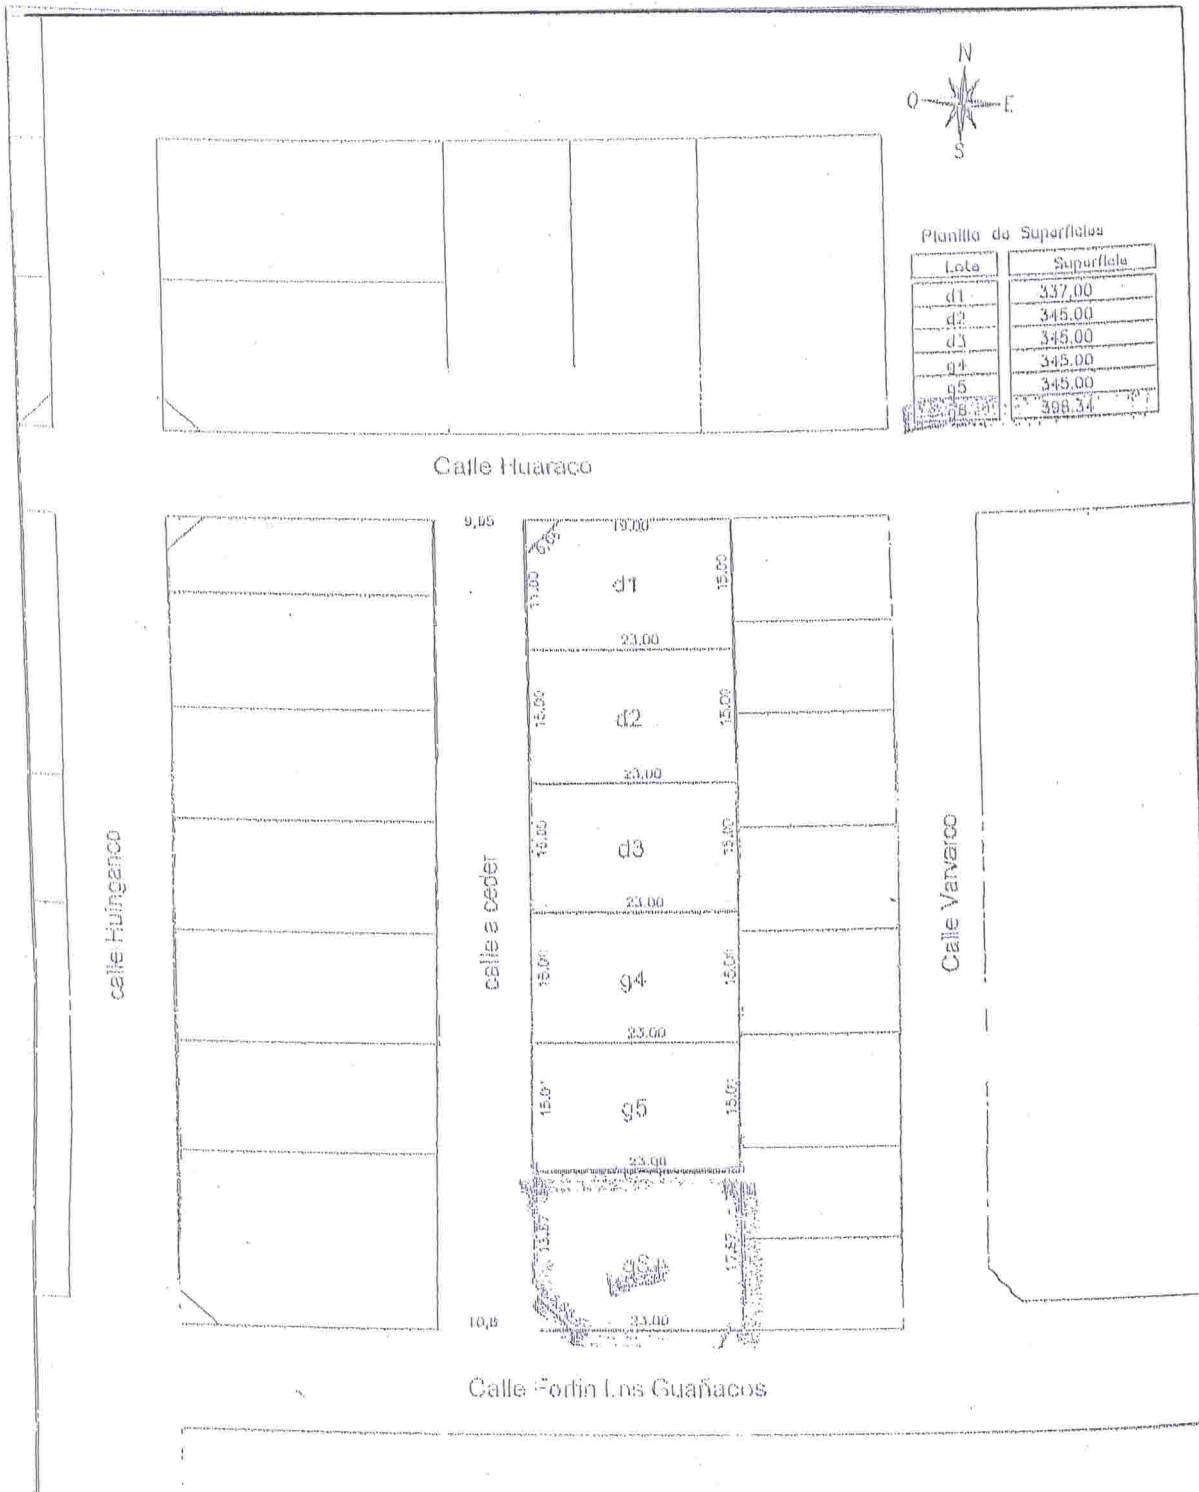 N
O E
S
Planilla de Superficies
Lote Superficie
d1 337,00
d2 345.00
d3 345.00
g4 345.00
g5 345.00
398.34
Calle Huaraco
9,05 19.00
11.00 d1 15.00
23.00
15.00 d2 15.00
23.00
15.00 d3 15.00
23.00
15.00 g4 15.00
23.00
15.00 g5 15.00
23.00
17.97
10,8 23.00
calle Huinganco
calle a ceder
Calle Varvarco
Calle Fortin Los Guañacos